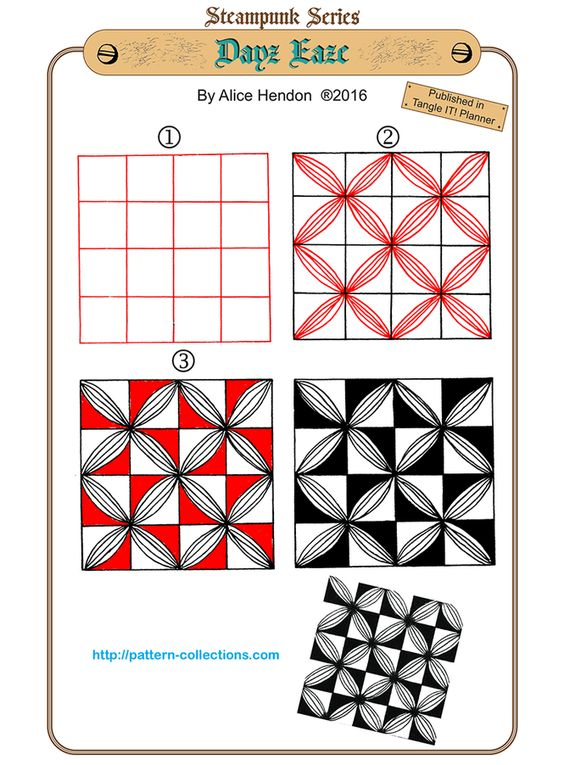 Steampunk Series
Dayz Eaze
By Alice Hendon ®2016
Published in
Tangle IT! Planner
①
②
③
http://pattern-collections.com